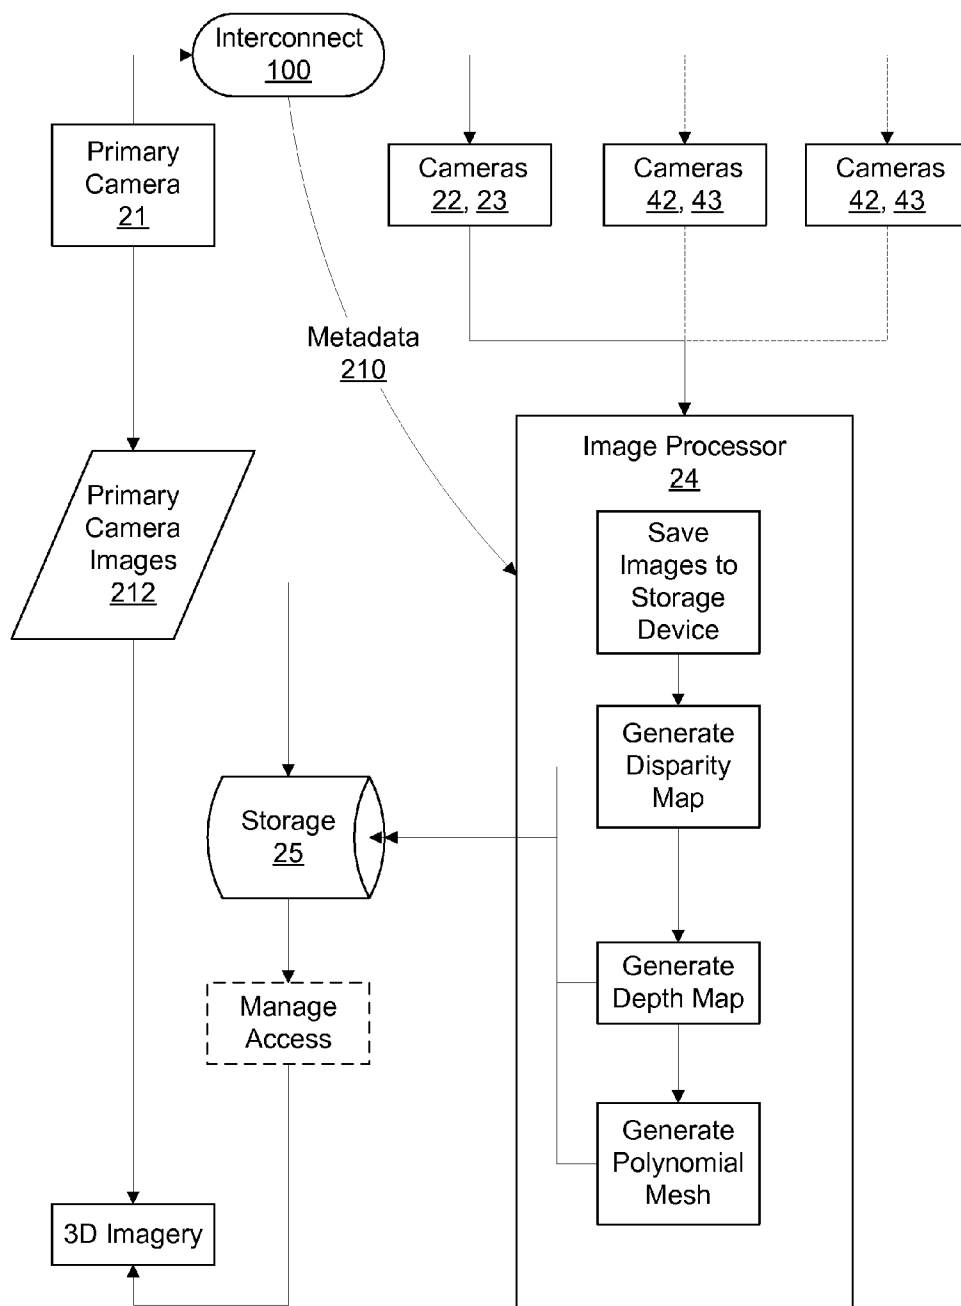 Interconnect
100
Primary
Camera
21
Cameras
22, 23
Cameras
42, 43
Cameras
42, 43
Metadata
210
Image Processor
24
Primary
Camera
Images
212
Save
Images to
Storage
Device
Generate
Disparity
Map
Storage
25
Generate
Depth Map
Manage
Access
Generate
Polynomial
Mesh
3D Imagery